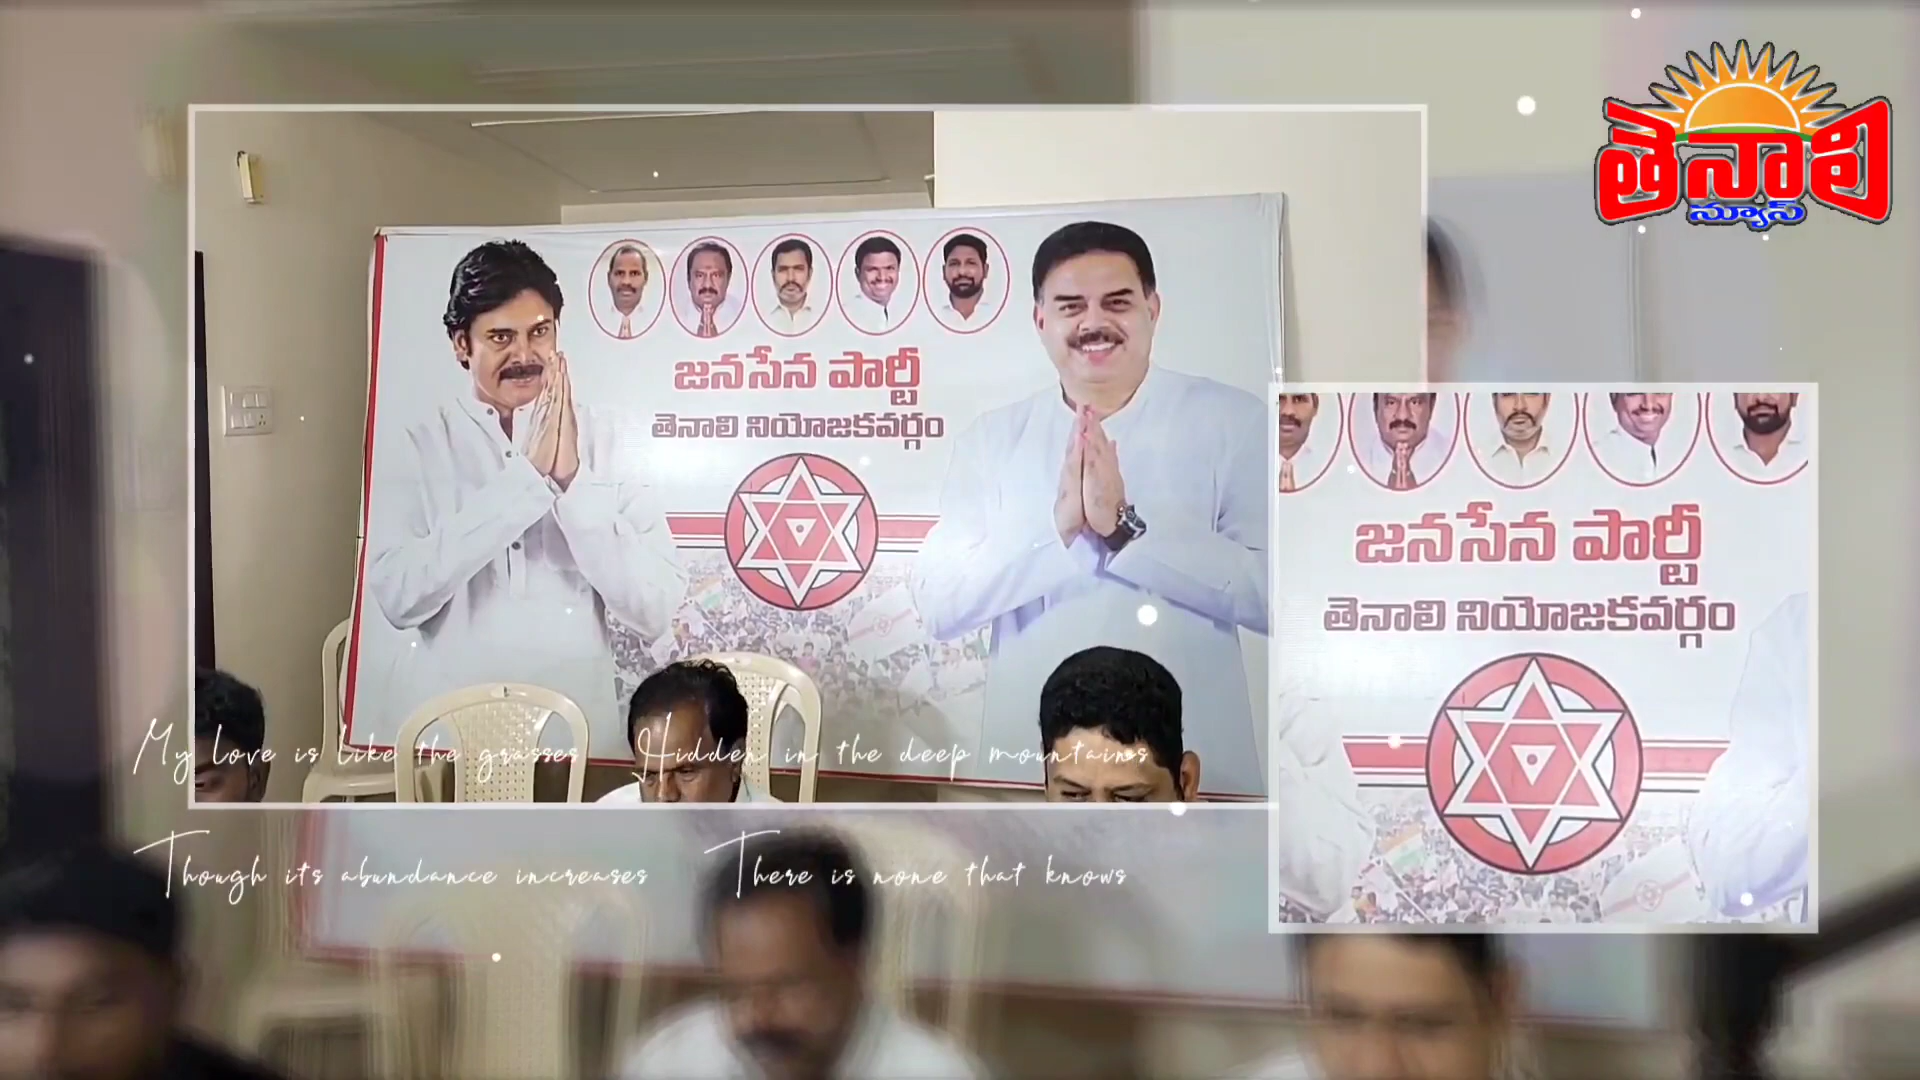 తెనాలి
న్యూస్
జనసేన పార్టీ
తెనాలి నియోజకవర్గం
జనసేన పార్టీ
తెనాలి నియోజకవర్గం
My love is like the grasses Hidden in the deep mountains
Though its abundance increases There is none that knows